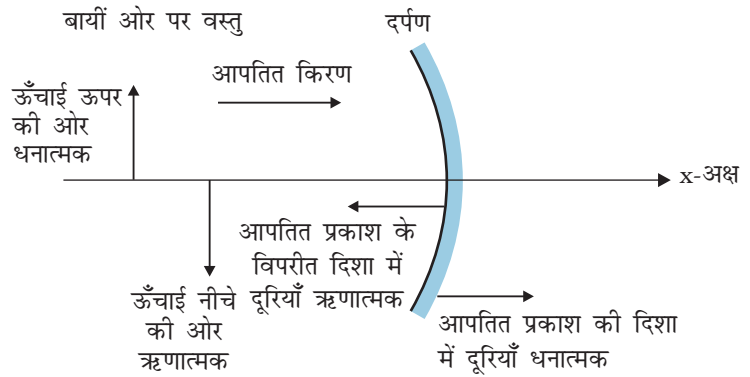 बायीं ओर पर वस्तु
दर्पण
आपतित किरण
ऊँचाई ऊपर
की ओर
धनात्मक
x-अक्ष
आपतित प्रकाश के
विपरीत दिशा में
दूरियाँ ऋणात्मक
ऊँचाई नीचे
की ओर
ऋणात्मक
आपतित प्रकाश की दिशा
में दूरियाँ धनात्मक